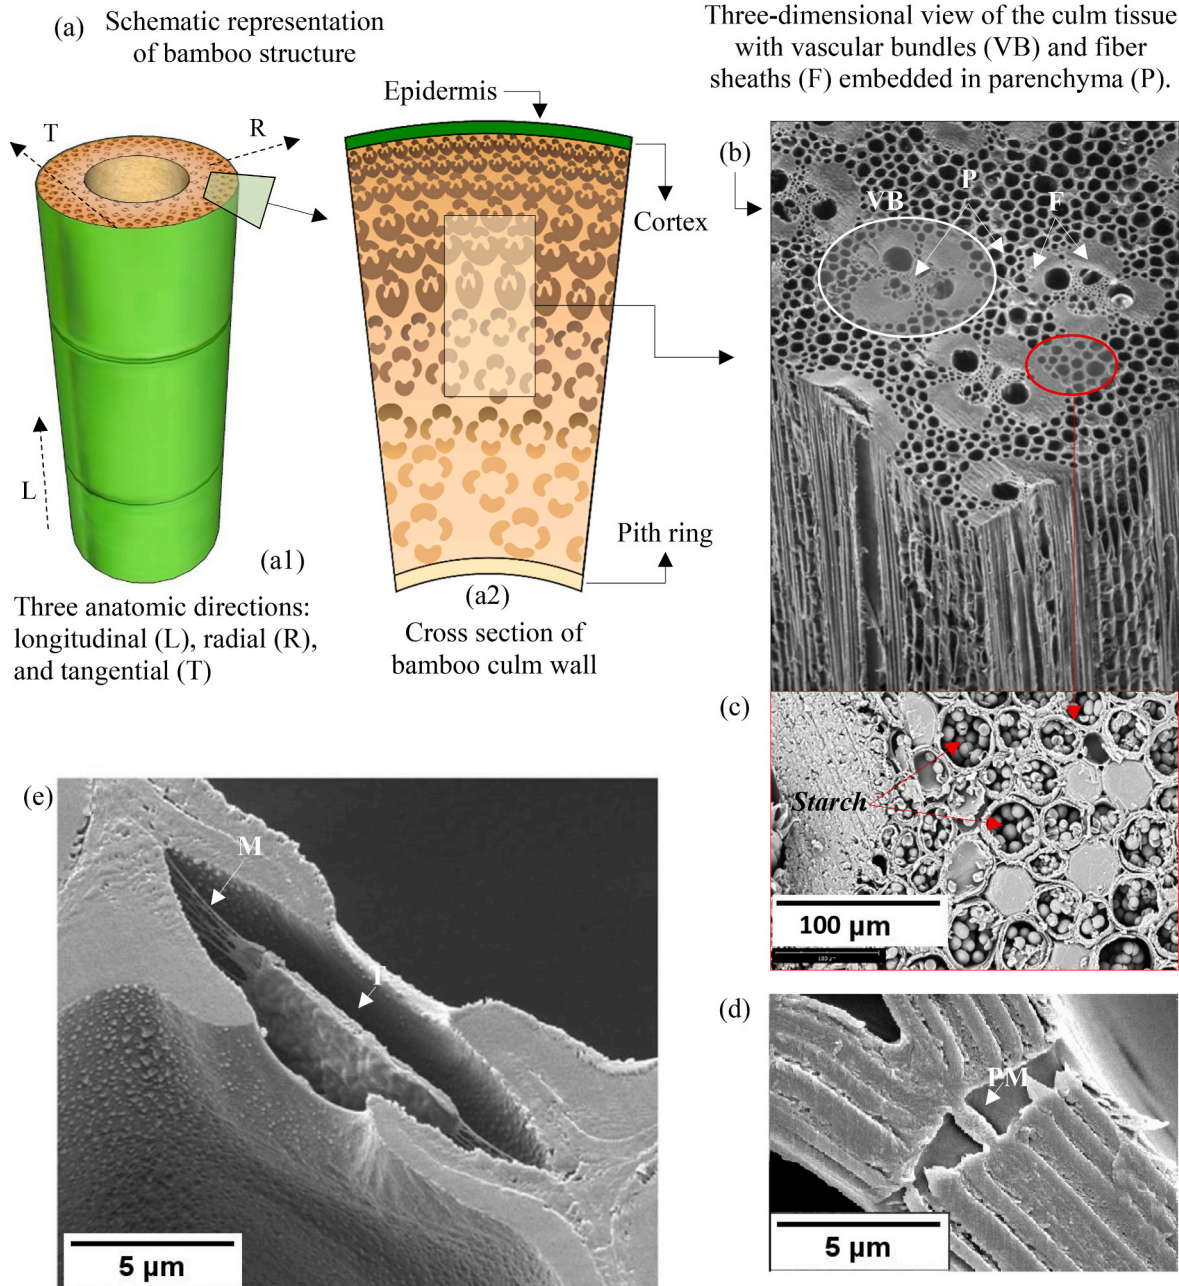 (a)
Schematic representation
of bamboo structure
Three-dimensional view of the culm tissue
with vascular bundles (VB) and fiber
sheaths (F) embedded in parenchyma (P).
Epidermis
T
R
Cortex
L
Pith ring
(a1)
(a2)
Three anatomic directions:
longitudinal (L), radial (R),
and tangential (T)
Cross section of
bamboo culm wall
(b)
P
VB
F
(c)
Starch
100 µm
(e)
M
T
5 µm
(d)
PM
5 µm